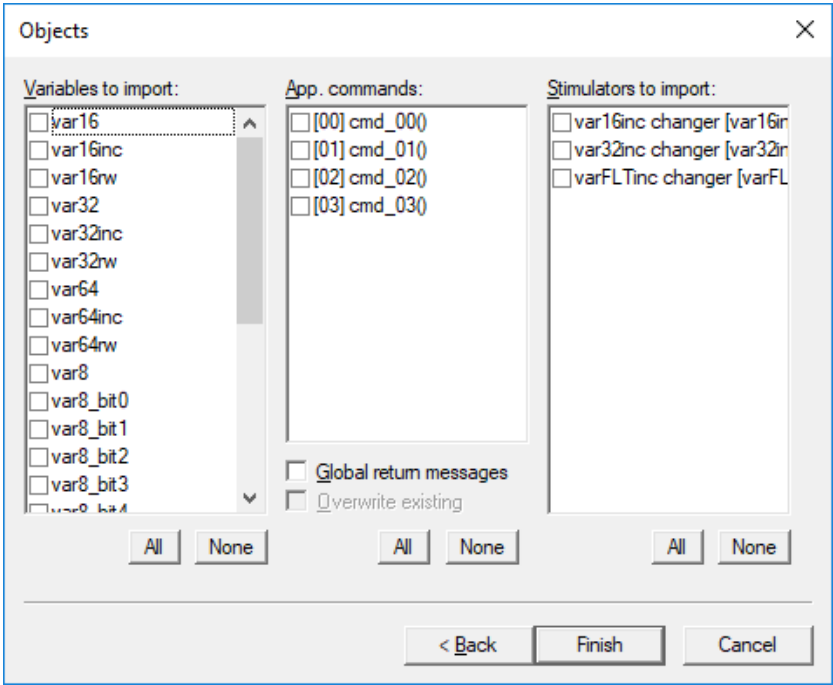 Objects
Variables to import:
var16
var16inc
var16rw
var32
var32inc
var32rw
var64
var64inc
var64rw
var8
var8_bit0
var8_bit1
var8_bit2
var8_bit3
var8_bit4
All
None
App. commands:
[00] cmd_00()
[01] cmd_01()
[02] cmd_02()
[03] cmd_03()
Global return messages
Overwrite existing
All
None
Stimulators to import:
var16inc changer [var16in
var32inc changer [var32in
varFLTinc changer [varFL
All
None
< Back
Finish
Cancel